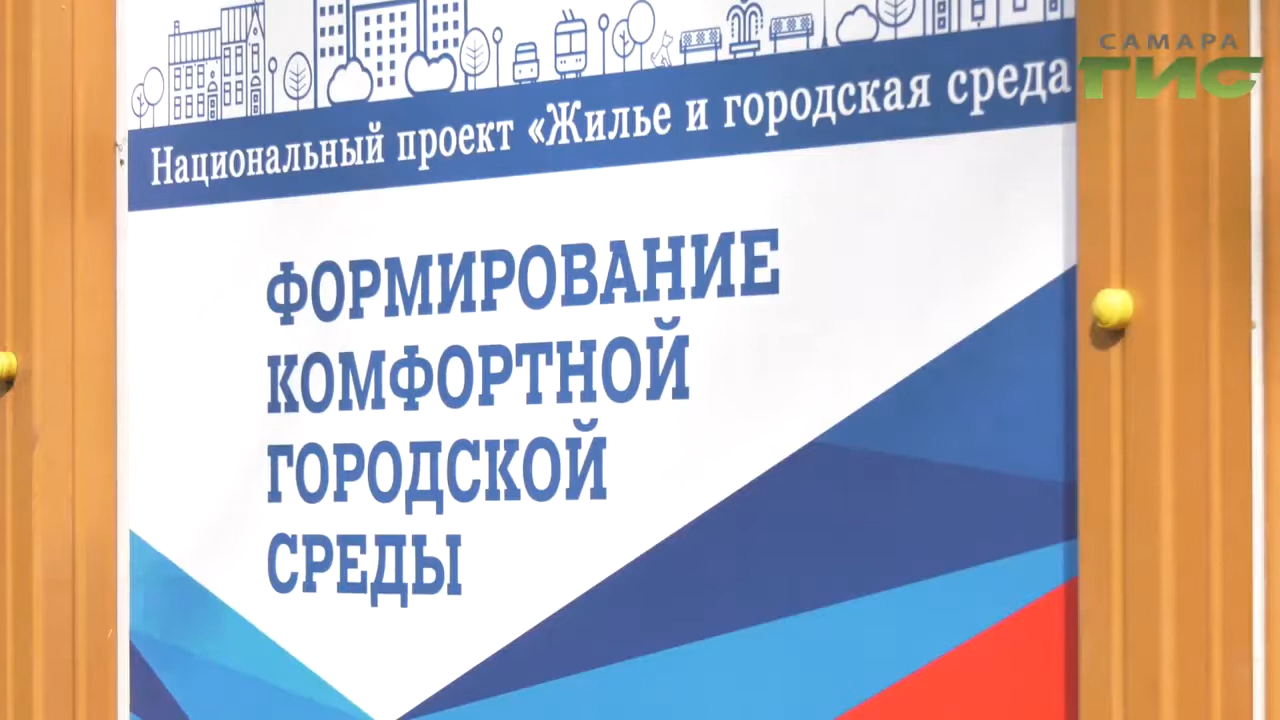 САМАРА
ГИС
Национальный проект «Жилье и городская среда
ФОРМИРОВАНИЕ
КОМФОРТНОЙ
ГОРОДСКОЙ
СРЕДЫ